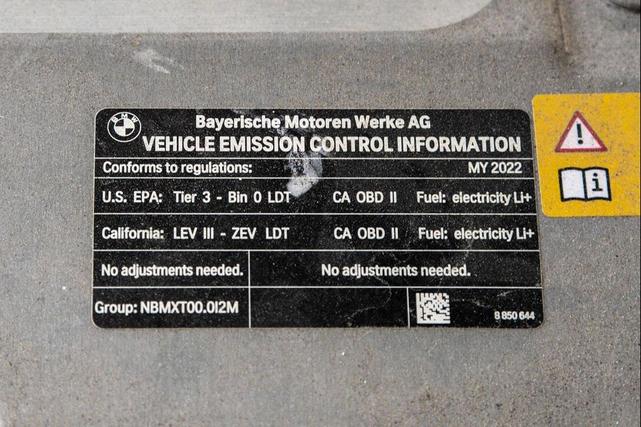 BMW
Bayerische Motoren Werke AG
VEHICLE EMISSION CONTROL INFORMATION
Conforms to regulations: MY 2022
U.S. EPA: Tier 3 - Bin 0 LDT CA OBD II Fuel: electricity Li+
California: LEV III - ZEV LDT CA OBD II Fuel: electricity Li+
No adjustments needed. No adjustments needed.
Group: NBMXT00.0I2M
8 850 644